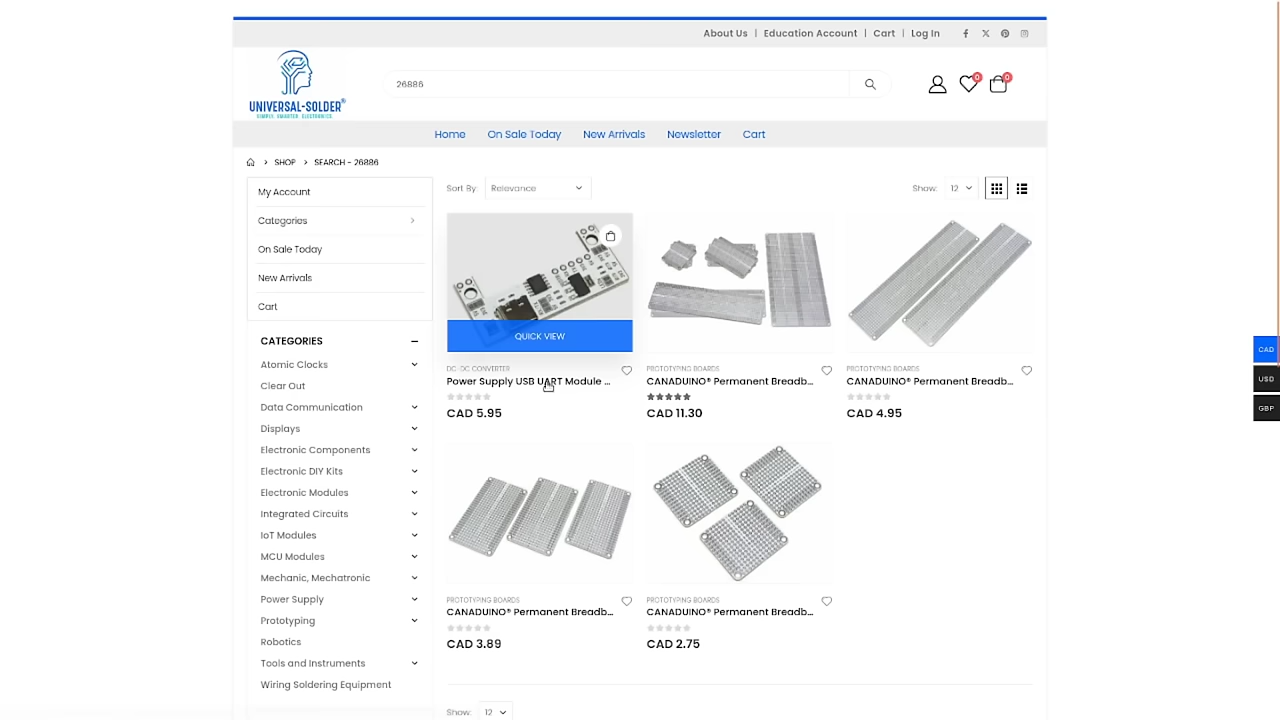 About Us | Education Account | Cart | Log In
UNIVERSAL-SOLDER®
SIMPLY. SMARTER. ELECTRONICS.
26886
0
0
Home On Sale Today New Arrivals Newsletter Cart
SHOP > SEARCH - 26886
My Account
Categories
On Sale Today
New Arrivals
Cart
CATEGORIES
Atomic Clocks
Clear Out
Data Communication
Displays
Electronic Components
Electronic DIY Kits
Electronic Modules
Integrated Circuits
IoT Modules
MCU Modules
Mechanic, Mechatronic
Power Supply
Prototyping
Robotics
Tools and Instruments
Wiring Soldering Equipment
Sort By: Relevance
Show: 12
QUICK VIEW
DC-DC CONVERTER
Power Supply USB UART Module ...
CAD 5.95
PROTOTYPING BOARDS
CANADUINO® Permanent Breadb...
CAD 11.30
PROTOTYPING BOARDS
CANADUINO® Permanent Breadb...
CAD 4.95
PROTOTYPING BOARDS
CANADUINO® Permanent Breadb...
CAD 3.89
PROTOTYPING BOARDS
CANADUINO® Permanent Breadb...
CAD 2.75
Show: 12
CAD
USD
GBP